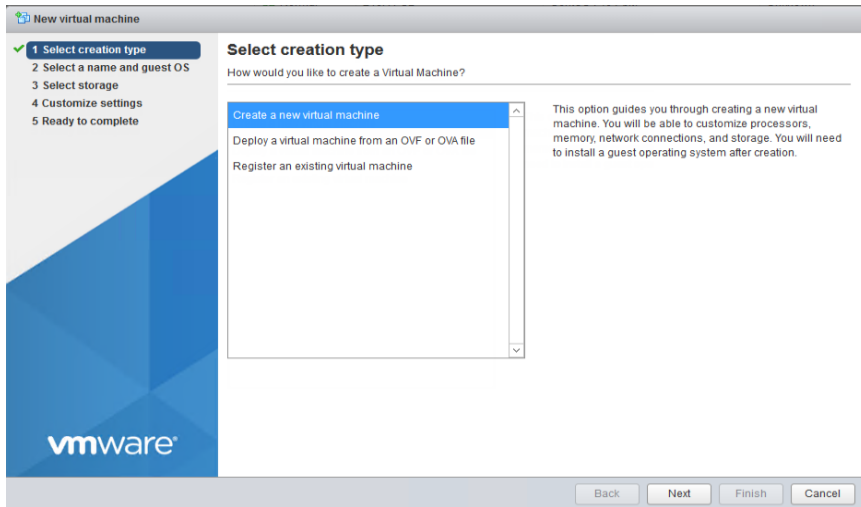 New virtual machine
1 Select creation type
2 Select a name and guest OS
3 Select storage
4 Customize settings
5 Ready to complete
Select creation type
How would you like to create a Virtual Machine?
Create a new virtual machine
Deploy a virtual machine from an OVF or OVA file
Register an existing virtual machine
This option guides you through creating a new virtual
machine. You will be able to customize processors,
memory, network connections, and storage. You will need
to install a guest operating system after creation.
vmware®
Back
Next
Finish
Cancel